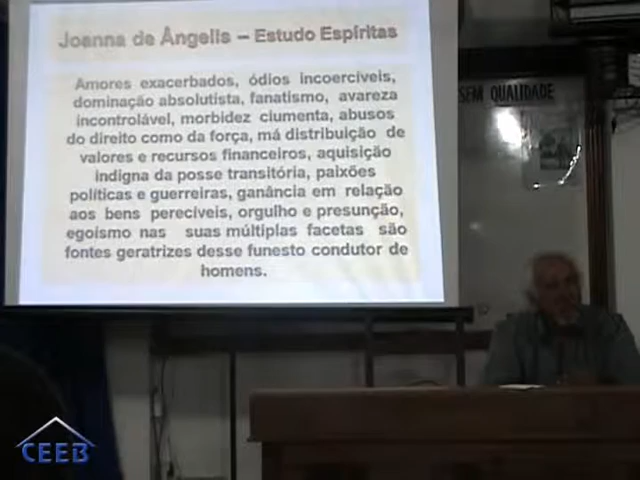 Joanna de Ângelis – Estudo Espíritas
Amores exacerbados, ódios incoercíveis,
dominação absolutista, fanatismo, avareza
incontrolável, morbidez ciumenta, abusos
do direito como da força, má distribuição de
valores e recursos financeiros, aquisição
indigna da posse transitória, paixões
políticas e guerreiras, ganância em relação
aos bens perecíveis, orgulho e presunção,
egoísmo nas suas múltiplas facetas são
fontes geratrizes desse funesto condutor de
homens.
SEM QUALIDADE
CEEB